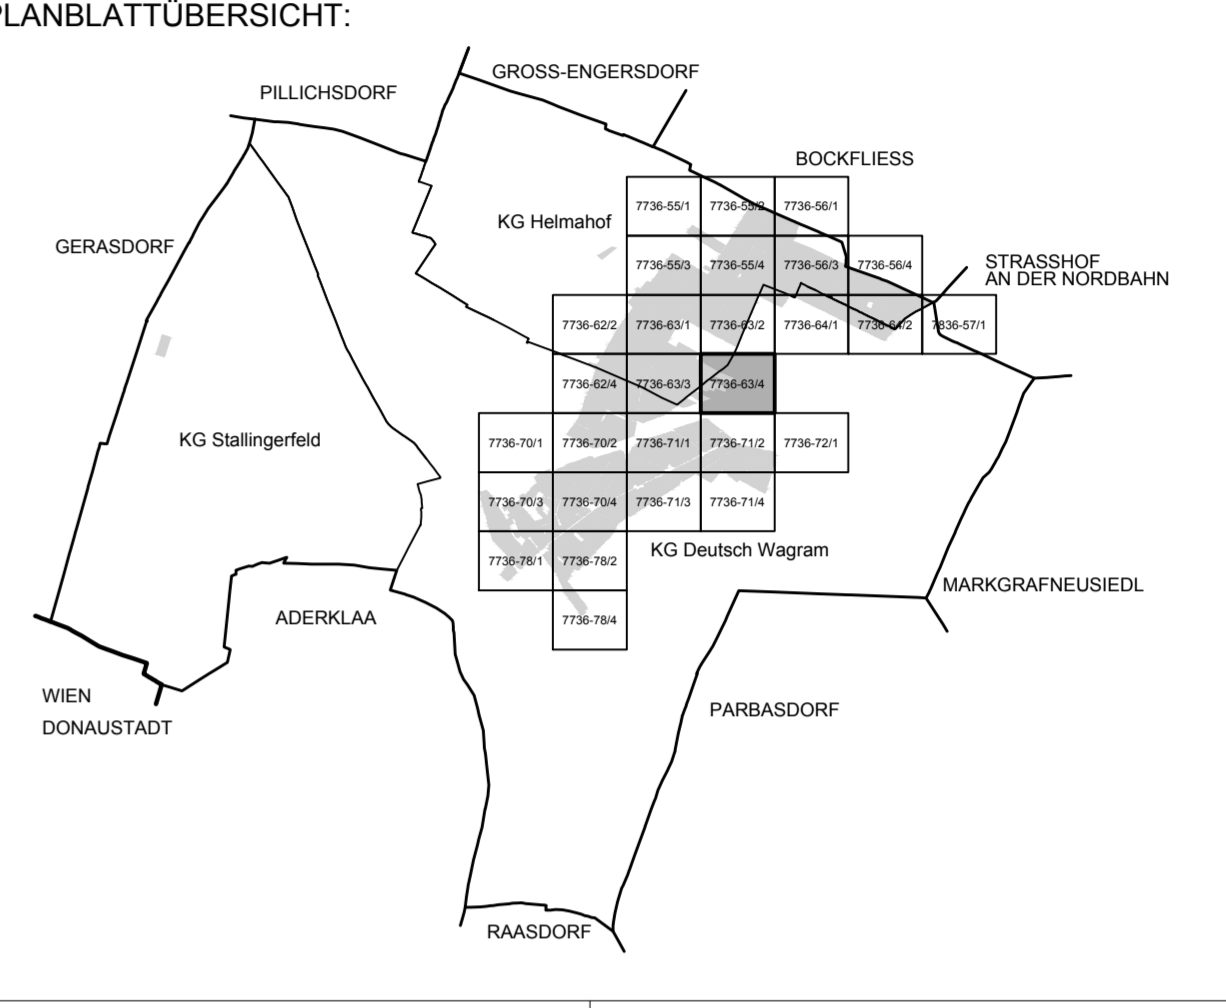 PLANBLATTÜBERSICHT:
GROSS-ENGERSDORF
PILLICHSDORF
BOCKFLIESS
7736-55/1 7736-55/2 7736-56/1
KG Helmahof
GERASDORF
7736-55/3 7736-55/4 7736-56/3 7736-56/4
STRASSHOF
AN DER NORDBAHN
7736-62/2 7736-63/1 7736-63/2 7736-64/1 7736-64/2 7836-57/1
7736-62/4 7736-63/3 7736-63/4
KG Stallingerfeld
7736-70/1 7736-70/2 7736-71/1 7736-71/2 7736-72/1
7736-70/3 7736-70/4 7736-71/3 7736-71/4
KG Deutsch Wagram
7736-78/1 7736-78/2
MARKGRAFNEUSIEDL
ADERKLAA
7736-78/4
WIEN
DONAUSTADT
PARBASDORF
RAASDORF